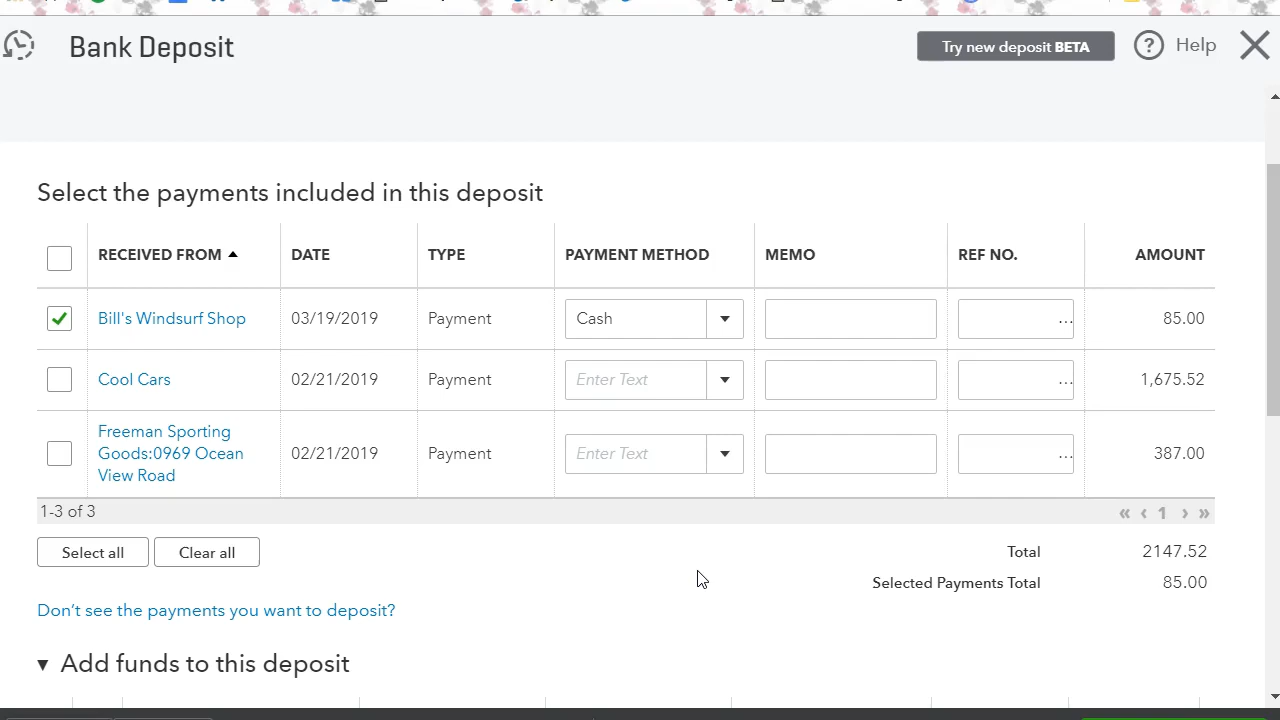 Bank Deposit
Try new deposit BETA
? Help
Select the payments included in this deposit
RECEIVED FROM DATE TYPE PAYMENT METHOD MEMO REF NO. AMOUNT
Bill's Windsurf Shop 03/19/2019 Payment Cash ... 85.00
Cool Cars 02/21/2019 Payment Enter Text ... 1,675.52
Freeman Sporting
Goods:0969 Ocean 02/21/2019 Payment Enter Text ... 387.00
View Road
1-3 of 3 « ‹ 1 › »
Select all Clear all Total 2147.52
Selected Payments Total 85.00
Don’t see the payments you want to deposit?
Add funds to this deposit